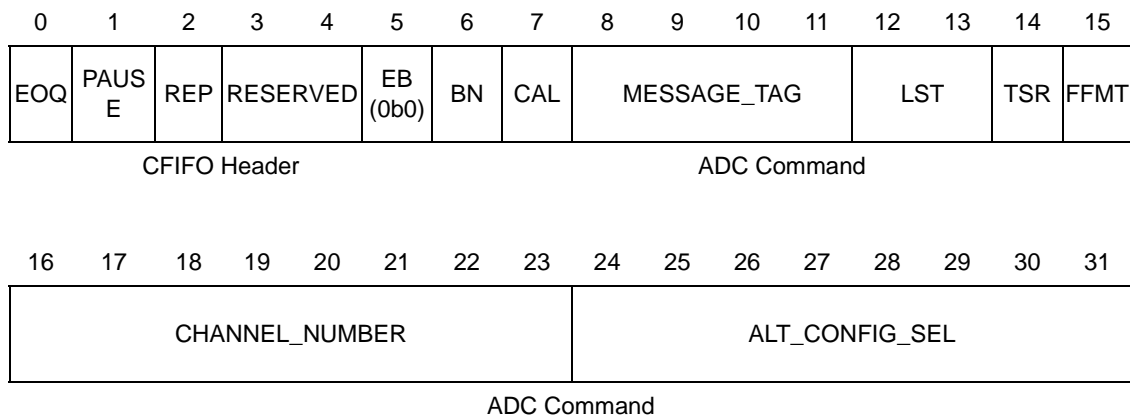 0 1 2 3 4 5 6 7 8 9 10 11 12 13 14 15
EOQ PAUS E REP RESERVED EB (0b0) BN CAL MESSAGE_TAG LST TSR FFMT
CFIFO Header ADC Command
16 17 18 19 20 21 22 23 24 25 26 27 28 29 30 31
CHANNEL_NUMBER ALT_CONFIG_SEL
ADC Command